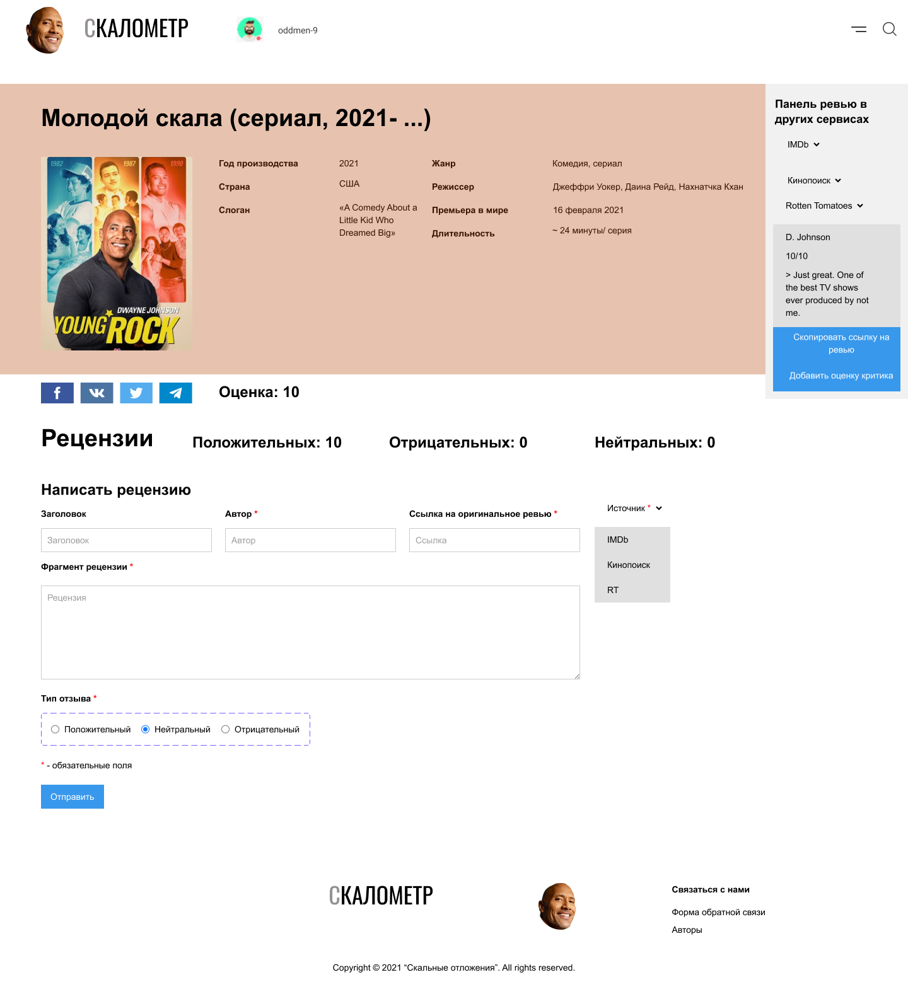 СКАЛОМЕТР
oddmen-9
Молодой скала (сериал, 2021- ...)
1982
1987
1990
DWAYNE JOHNSON
YOUNG ROCK
Год производства
2021
Страна
США
Слоган
«A Comedy About a
Little Kid Who
Dreamed Big»
Жанр
Комедия, сериал
Режиссер
Джеффри Уокер, Даина Рейд, Нахнатчка Кхан
Премьера в мире
16 февраля 2021
Длительность
~ 24 минуты/ серия
Панель ревью в
других сервисах
IMDb
Кинопоиск
Rotten Tomatoes
D. Johnson
10/10
> Just great. One of
the best TV shows
ever produced by not
me.
Скопировать ссылку на
ревью
Добавить оценку критика
Оценка: 10
Рецензии
Положительных: 10
Отрицательных: 0
Нейтральных: 0
Написать рецензию
Заголовок
Автор *
Ссылка на оригинальное ревью *
Заголовок
Автор
Ссылка
Источник *
IMDb
Кинопоиск
RT
Фрагмент рецензии *
Рецензия
Тип отзыва *
Положительный
Нейтральный
Отрицательный
* - обязательные поля
Отправить
СКАЛОМЕТР
Связаться с нами
Форма обратной связи
Авторы
Copyright © 2021 “Скальные отложения”. All rights reserved.